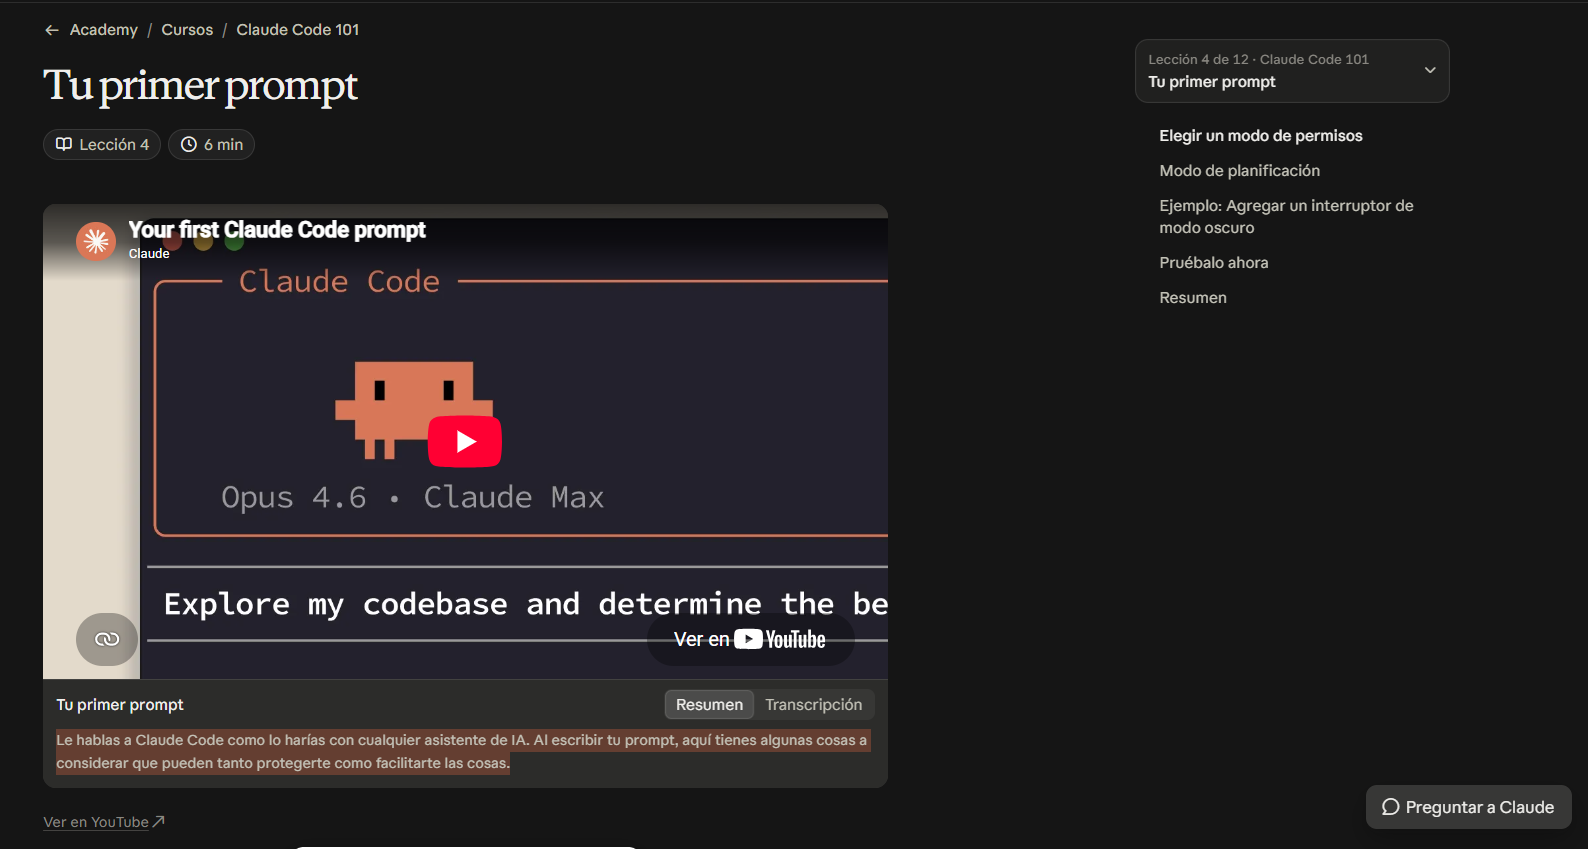 ← Academy / Cursos / Claude Code 101
Tu primer prompt
Lección 4
6 min
Your first Claude Code prompt
Claude
Claude Code
Opus 4.6 • Claude Max
Explore my codebase and determine the be
Ver en YouTube
Tu primer prompt
Resumen
Transcripción
Le hablas a Claude Code como lo harías con cualquier asistente de IA. Al escribir tu prompt, aquí tienes algunas cosas a
considerar que pueden tanto protegerte como facilitarte las cosas.
Ver en YouTube
Lección 4 de 12 · Claude Code 101
Tu primer prompt
Elegir un modo de permisos
Modo de planificación
Ejemplo: Agregar un interruptor de
modo oscuro
Pruébalo ahora
Resumen
Preguntar a Claude